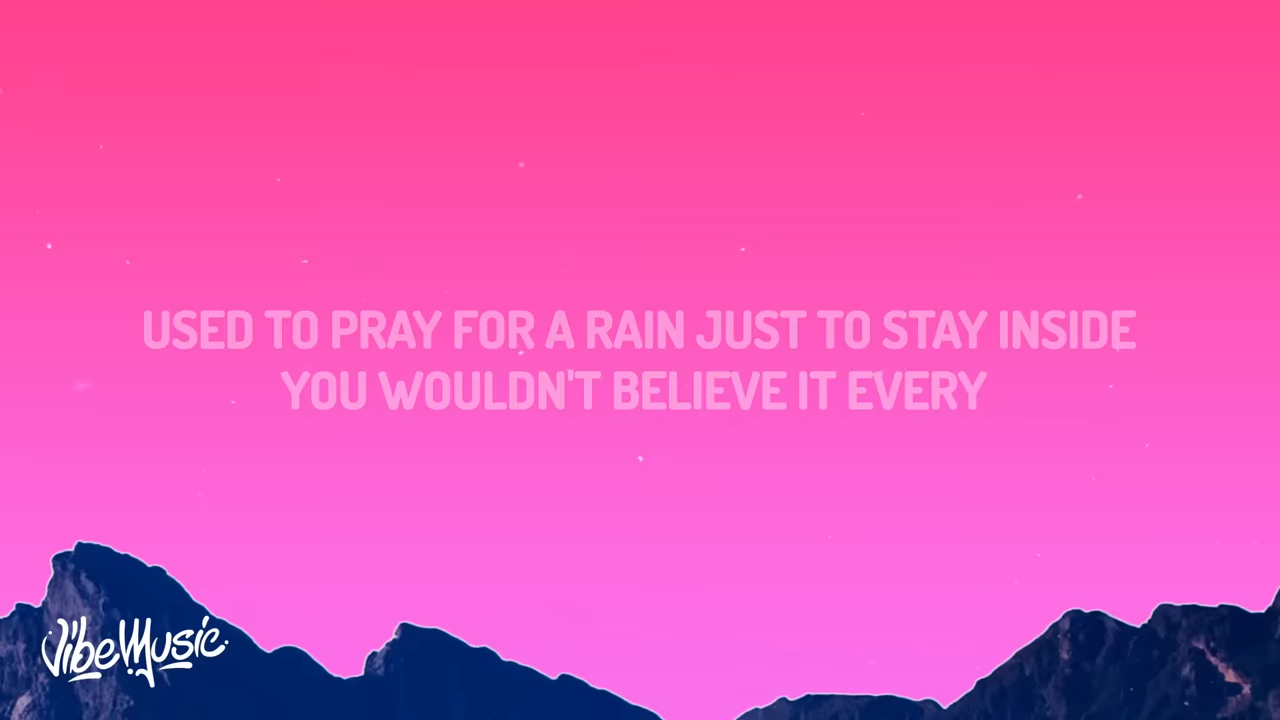 USED TO PRAY FOR A RAIN JUST TO STAY INSIDE
YOU WOULDN'T BELIEVE IT EVERY
VibeMusic